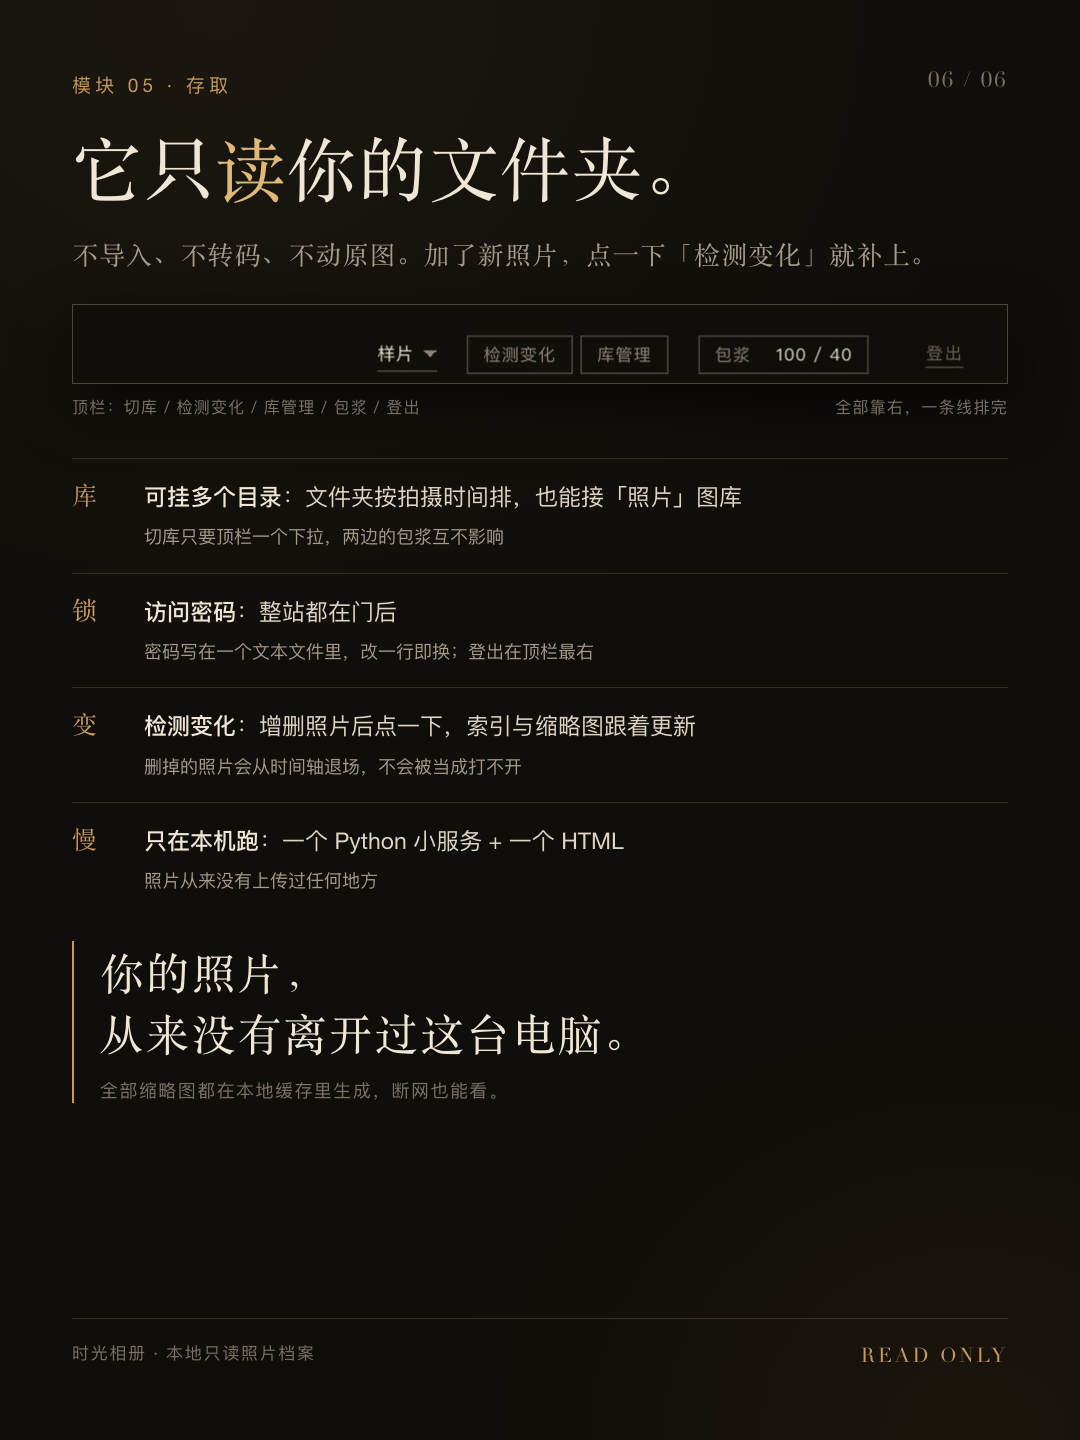 模块 05 · 存取
06 / 06
它只读你的文件夹。
不导入、不转码、不动原图。加了新照片，点一下「检测变化」就补上。
样片 检测变化 库管理 包浆 100 / 40 登出
顶栏：切库 / 检测变化 / 库管理 / 包浆 / 登出
全部靠右，一条线排完
库 可挂多个目录：文件夹按拍摄时间排，也能接「照片」图库
切库只要顶栏一个下拉，两边的包浆互不影响
锁 访问密码：整站都在门后
密码写在一个文本文件里，改一行即换；登出在顶栏最右
变 检测变化：增删照片后点一下，索引与缩略图跟着更新
删掉的照片会从时间轴退场，不会被当成打不开
慢 只在本机跑：一个 Python 小服务 + 一个 HTML
照片从来没有上传过任何地方
你的照片，
从来没有离开过这台电脑。
全部缩略图都在本地缓存里生成，断网也能看。
时光相册 · 本地只读照片档案
READ ONLY